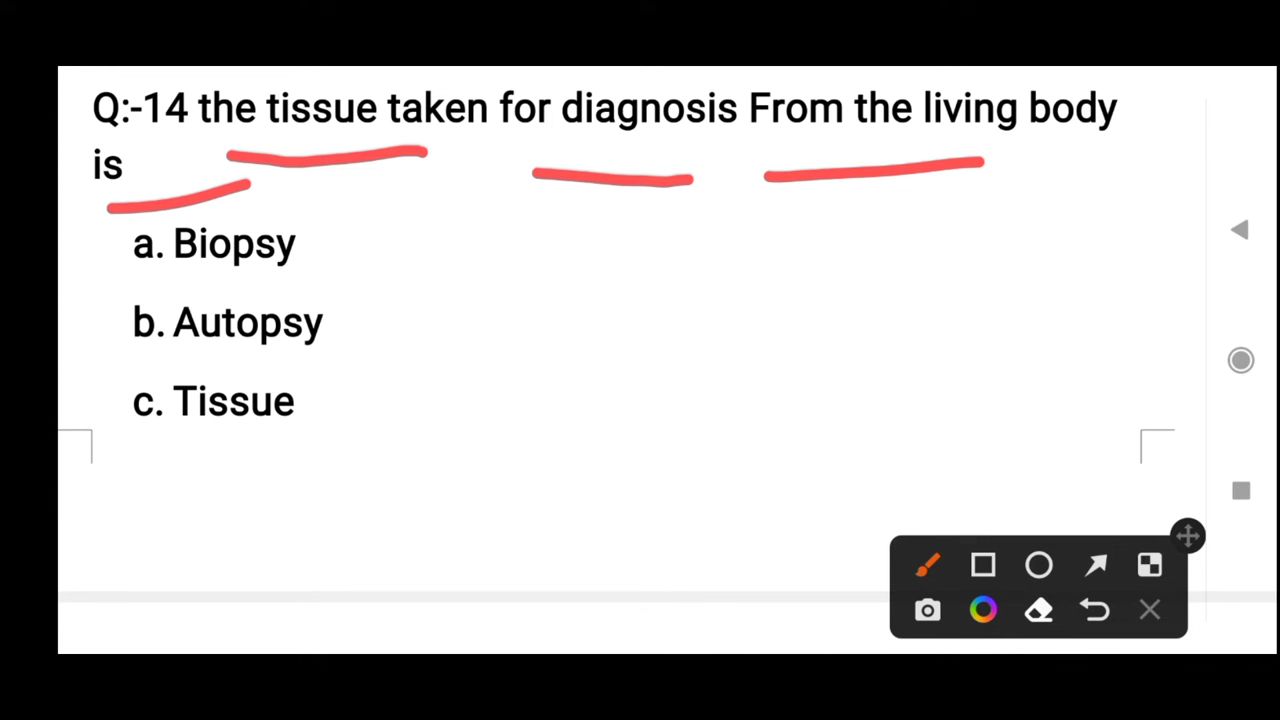 Q:-14 the tissue taken for diagnosis From the living body
is
a. Biopsy
b. Autopsy
c. Tissue